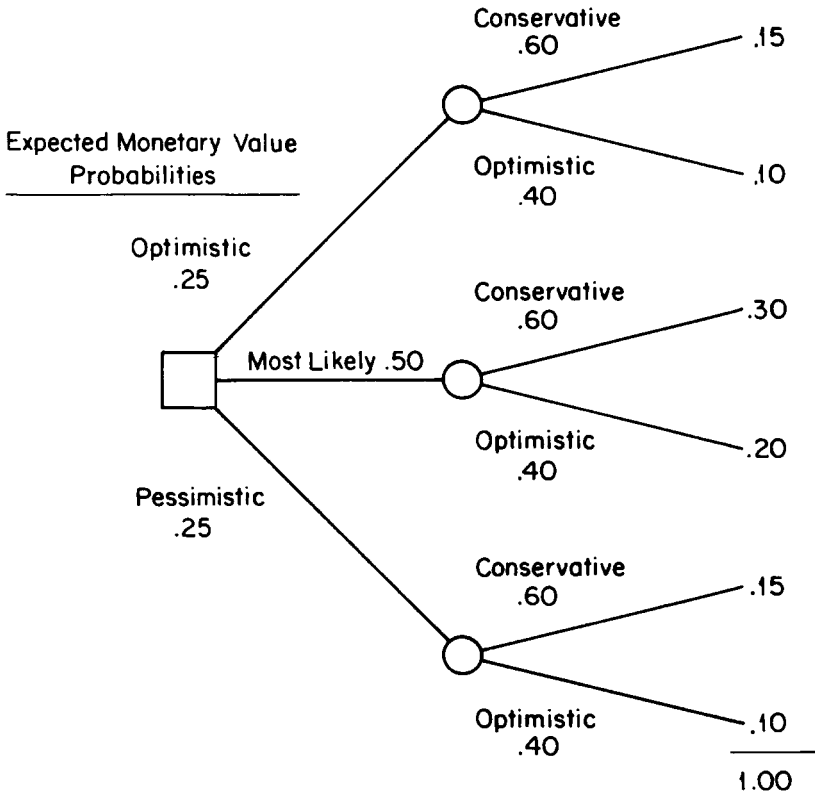 Expected Monetary Value
Probabilities
Optimistic
.25
Most Likely .50
Pessimistic
.25
Conservative
.60
.15
Optimistic
.40
.10
Conservative
.60
.30
Optimistic
.40
.20
Conservative
.60
.15
Optimistic
.40
.10
1.00